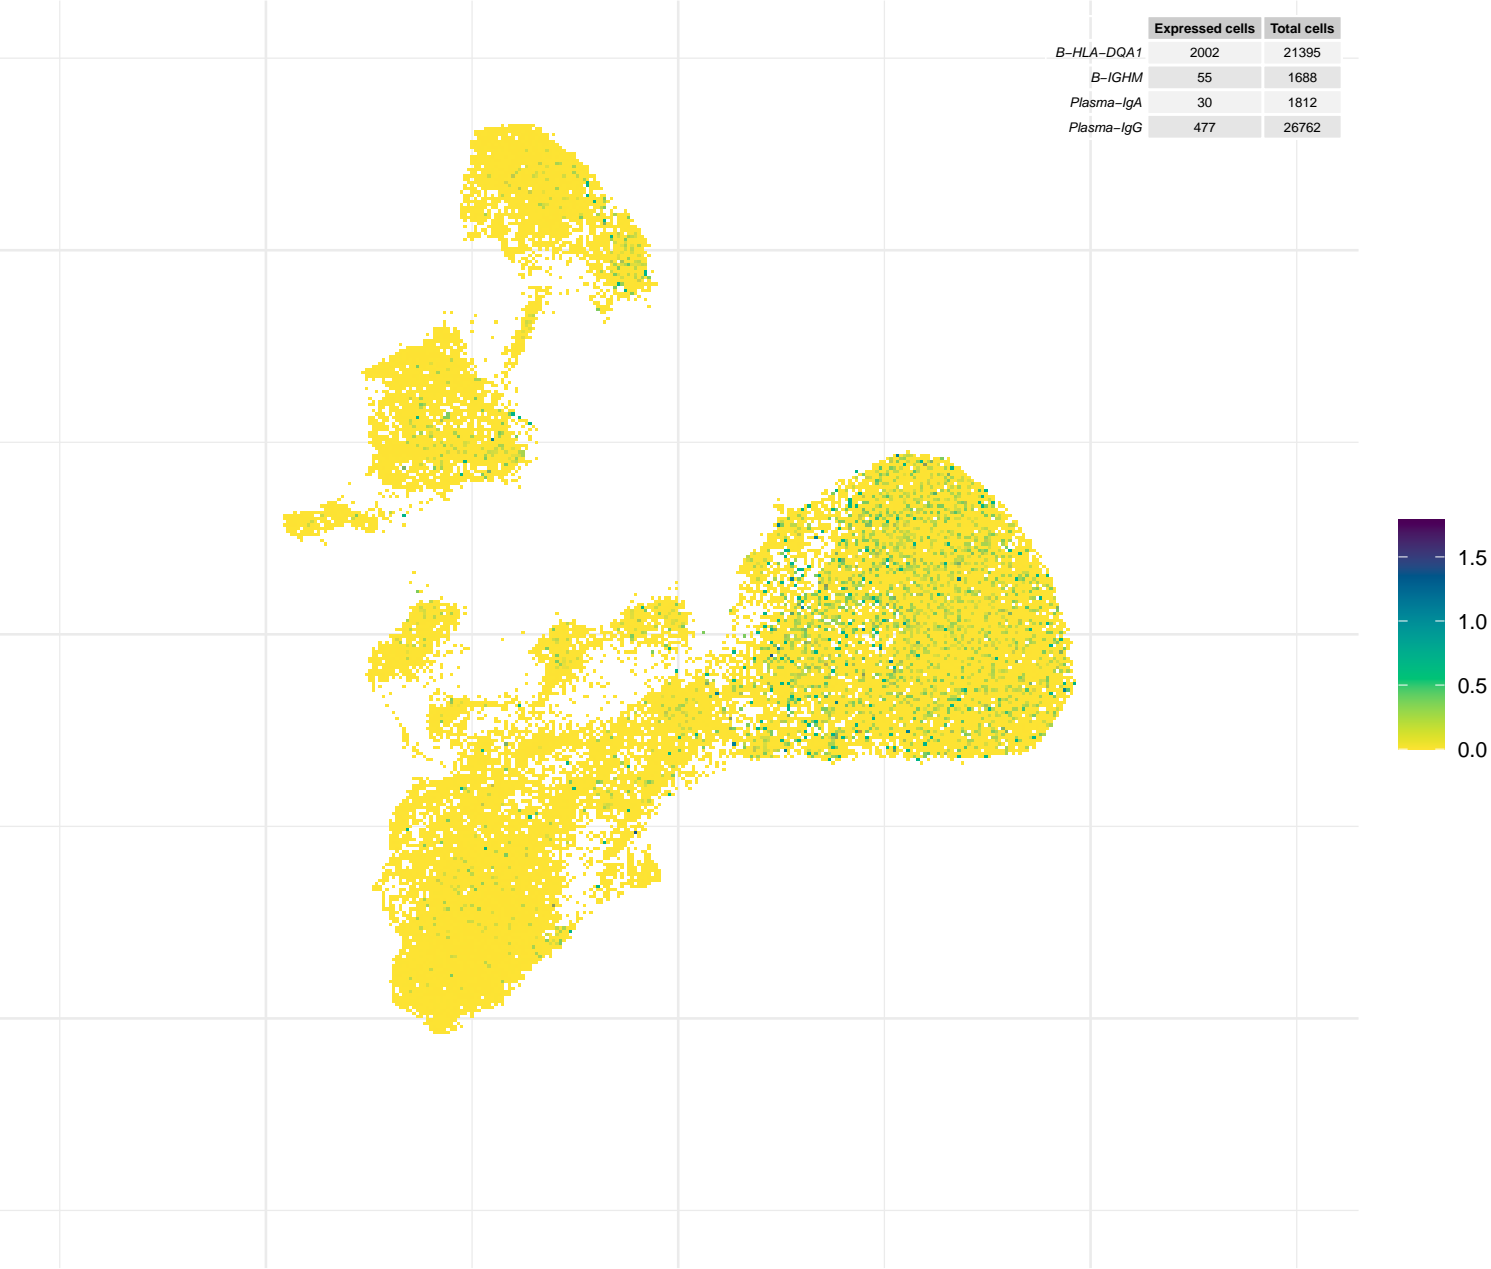 Expressed cells Total cells
B−HLA−DQA1 2002 21395
B−IGHM 55 1688
Plasma−IgA 30 1812
Plasma−IgG 477 26762
1.5
1.0
0.5
0.0